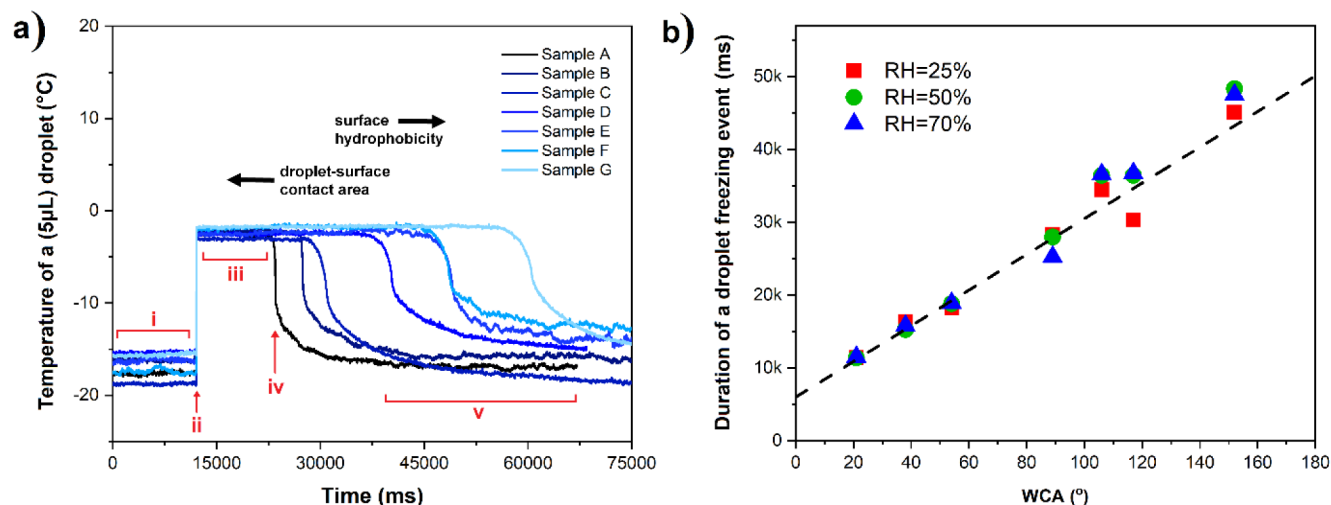 a)
Temperature of a (5μL) droplet (°C)
20
10
0
-10
-20
0
15000
30000
45000
60000
75000
Time (ms)
Sample A
Sample B
Sample C
Sample D
Sample E
Sample F
Sample G
surface
hydrophobicity
droplet-surface
contact area
i
ii
iii
iv
v
b)
Duration of a droplet freezing event (ms)
50k
40k
30k
20k
10k
0
0
20
40
60
80
100
120
140
160
180
WCA (°)
RH=25%
RH=50%
RH=70%